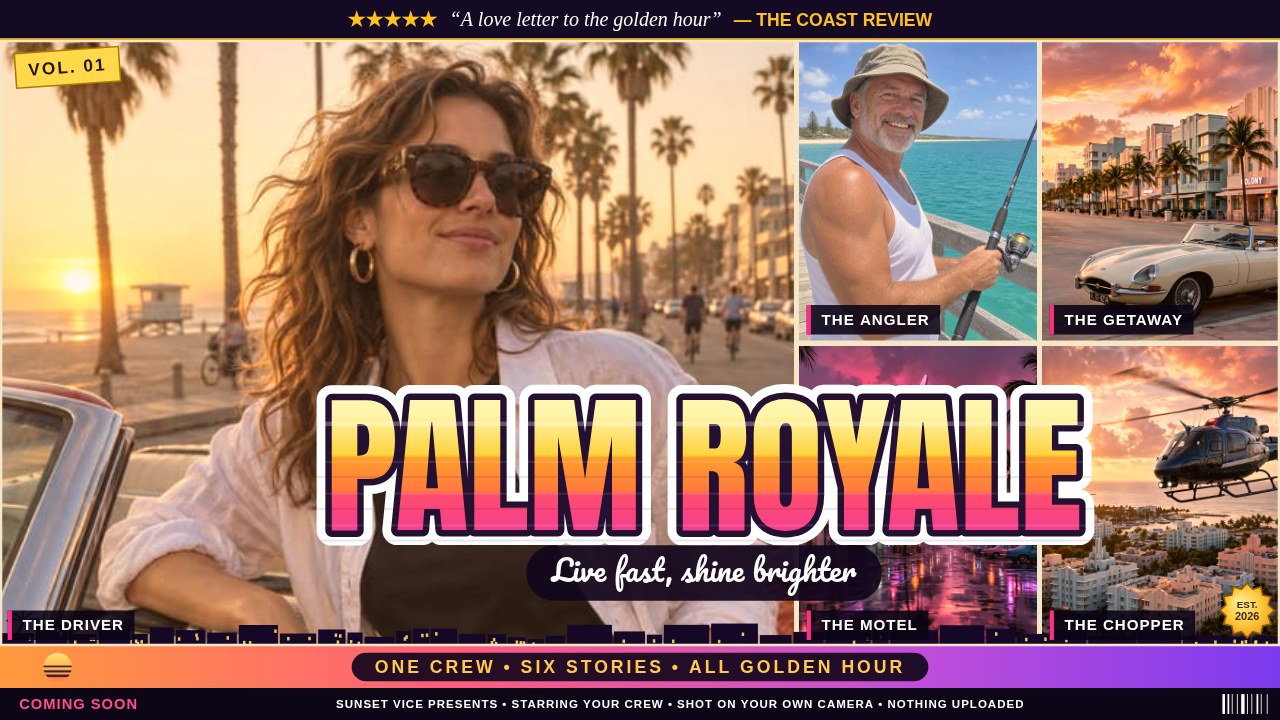 ★★★★★ “A love letter to the golden hour” — THE COAST REVIEW
VOL. 01
THE ANGLER
THE GETAWAY
COLONY
PALM ROYALE
Live fast, shine brighter
THE DRIVER
THE MOTEL
THE CHOPPER
EST.
2026
ONE CREW • SIX STORIES • ALL GOLDEN HOUR
COMING SOON
SUNSET VICE PRESENTS • STARRING YOUR CREW • SHOT ON YOUR OWN CAMERA • NOTHING UPLOADED